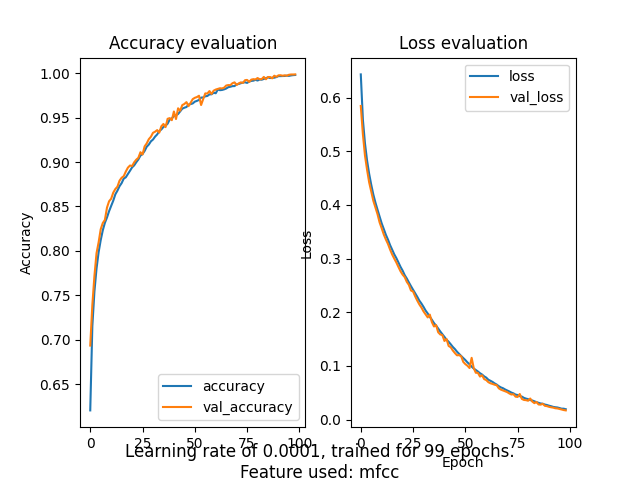 Accuracy evaluation
Loss evaluation
1.00
0.95
0.90
0.85
0.80
0.75
0.70
0.65
Accuracy
accuracy
val_accuracy
0
25
50
75
100
0.6
0.5
0.4
0.3
0.2
0.1
0.0
Loss
loss
val_loss
0
25
50
75
100
Epoch
Learning rate of 0.0001, trained for 99 epochs.
Feature used: mfcc